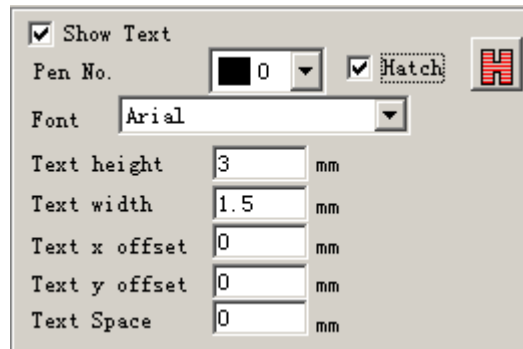 Show Text
Pen No. 0 Hatch H
Font Arial
Text height 3 mm
Text width 1.5 mm
Text x offset 0 mm
Text y offset 0 mm
Text Space 0 mm